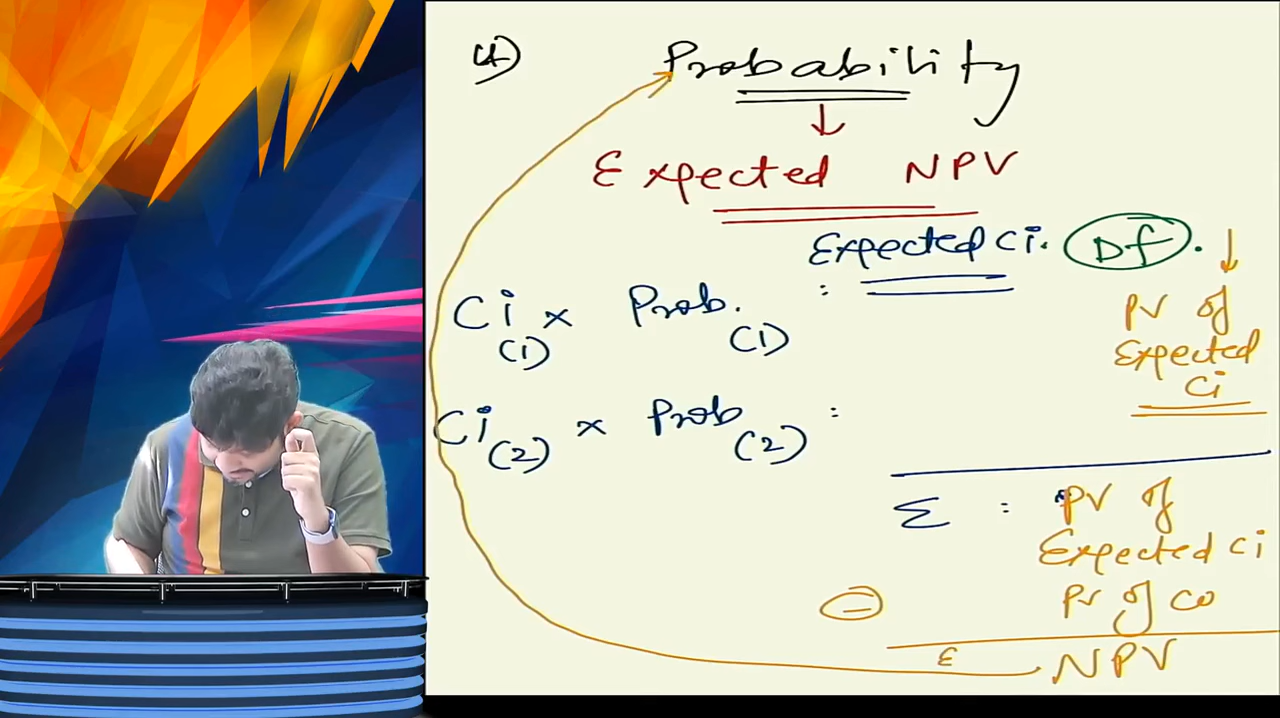 4) Probability
↓
Expected NPV
Expected Ci. Df. ↓
Ci(1) × Prob.(1) :
PV of
Expected
Ci
Ci(2) × Prob(2) :
Σ : PV of
Expected Ci
(-) PV of CO
Σ NPV